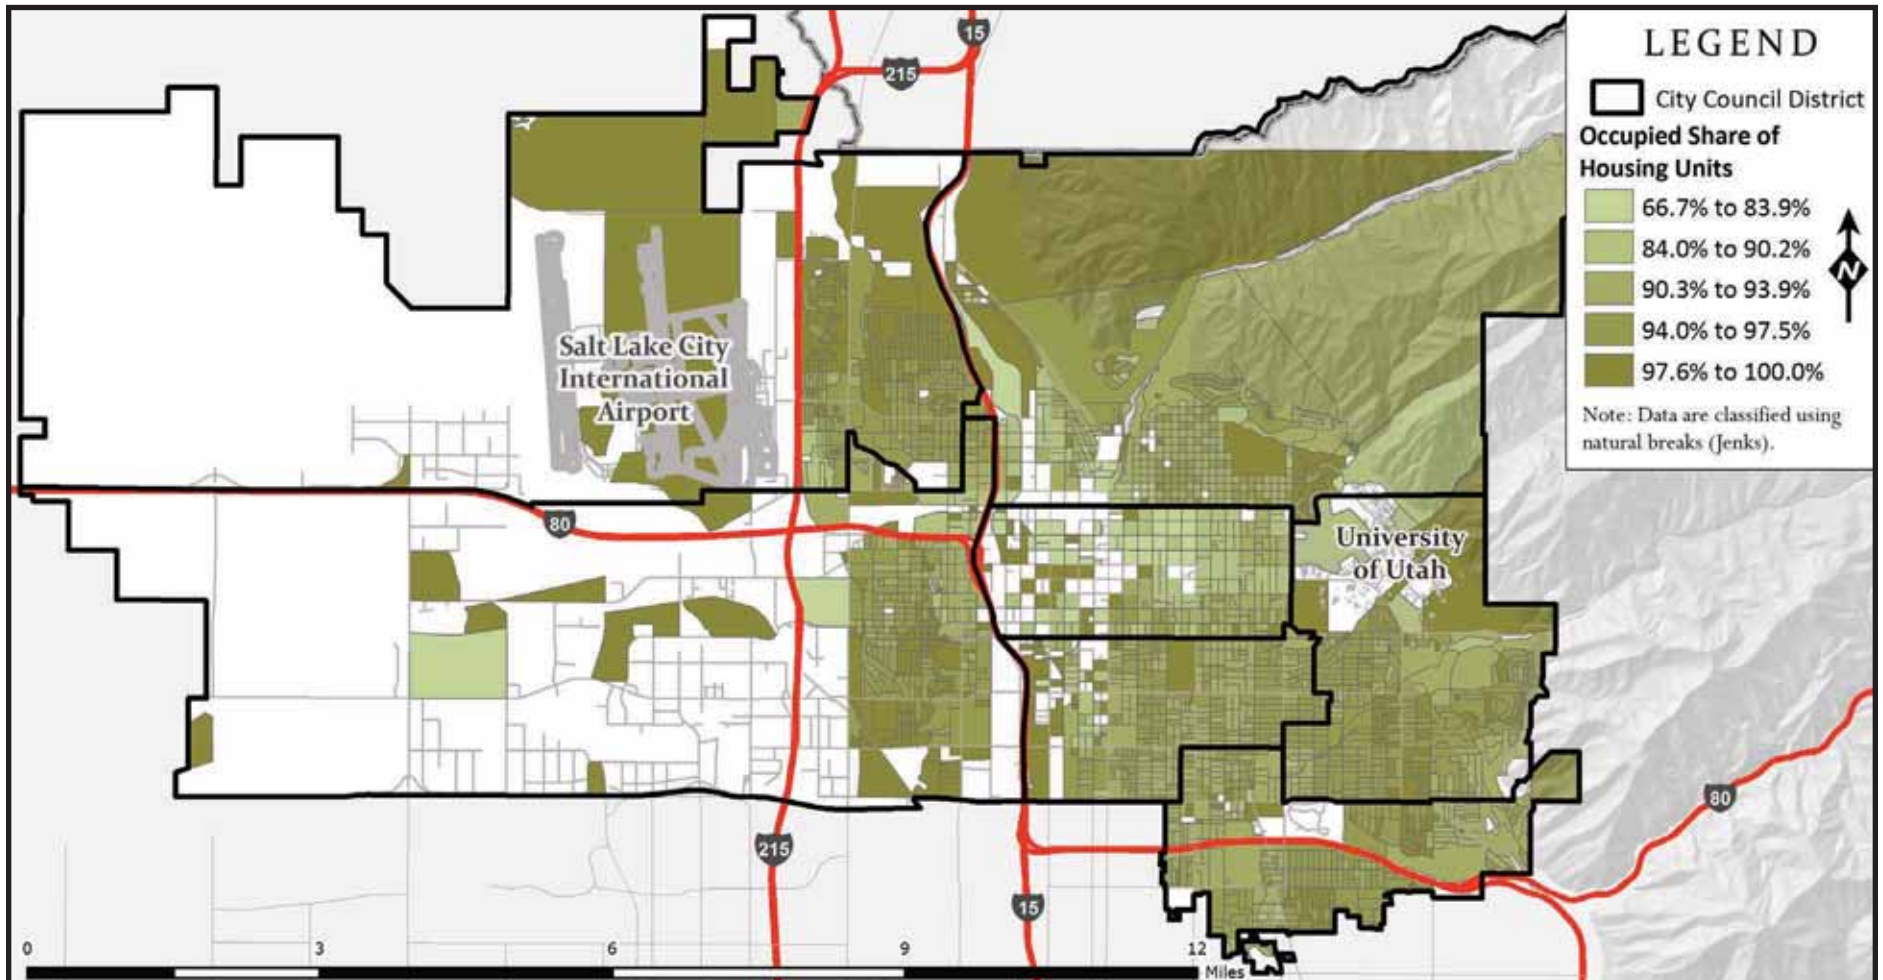 15
215
LEGEND
City Council District
Occupied Share of
Housing Units
66.7% to 83.9%
84.0% to 90.2%
90.3% to 93.9%
94.0% to 97.5%
97.6% to 100.0%
N
Note: Data are classified using
natural breaks (Jenks).
Salt Lake City
International
Airport
80
University
of Utah
80
215
15
0 3 6 9 12
Miles